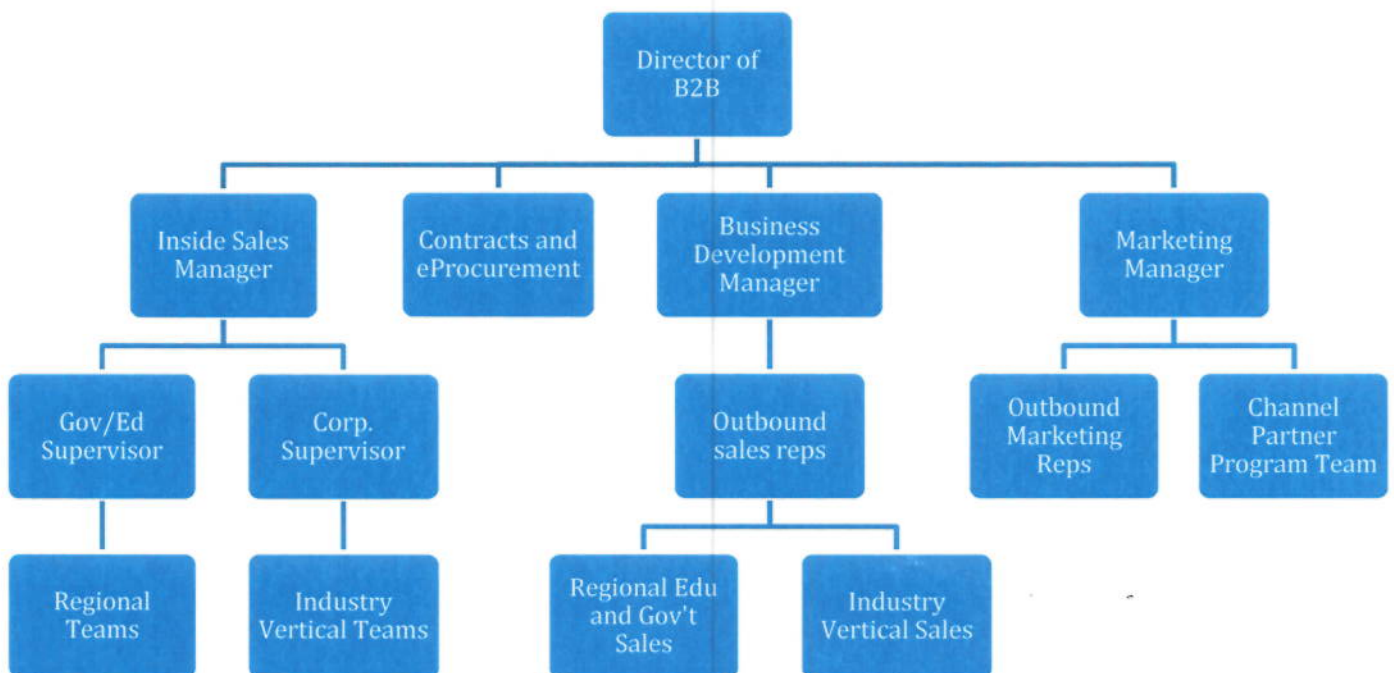 Director of
B2B
Inside Sales
Manager
Contracts and
eProcurement
Business
Development
Manager
Marketing
Manager
Gov/Ed
Supervisor
Corp.
Supervisor
Outbound
sales reps
Outbound
Marketing
Reps
Channel
Partner
Program Team
Regional
Teams
Industry
Vertical Teams
Regional Edu
and Gov't
Sales
Industry
Vertical Sales